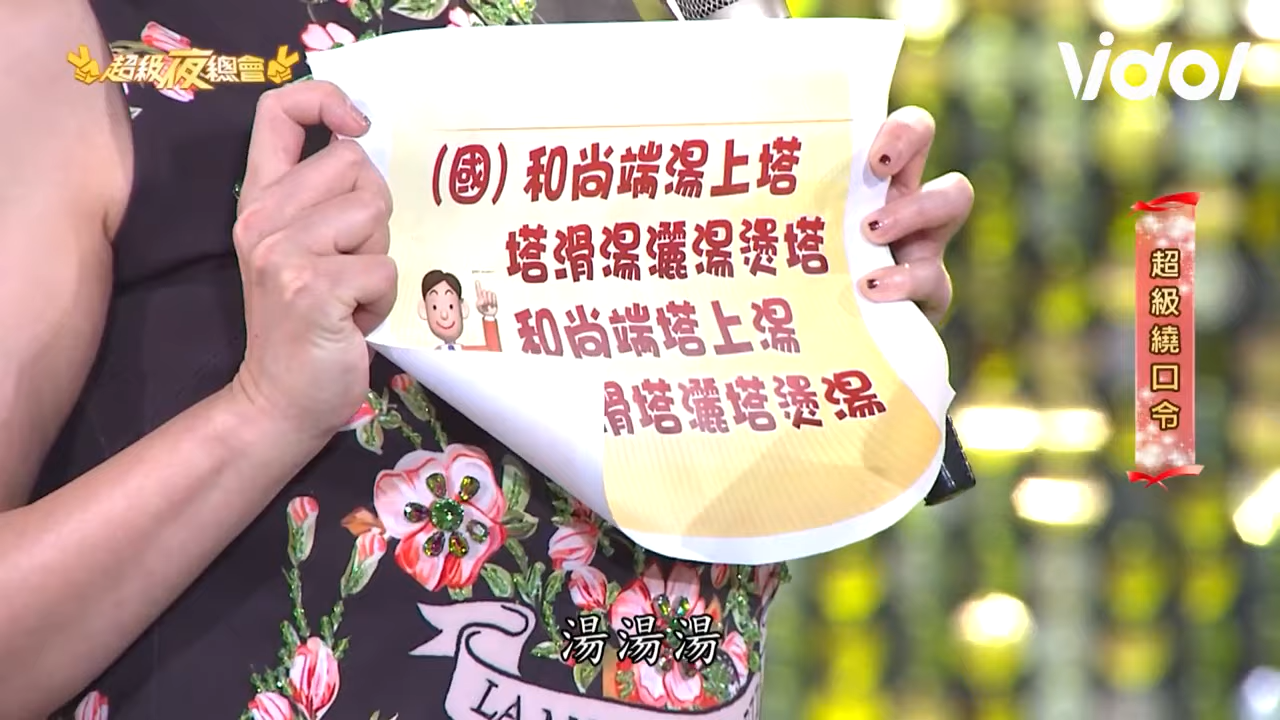 超級夜總會
vidol
(國)和尚端湯上塔
塔滑湯灑湯燙塔
和尚端塔上湯
滑塔灑塔燙湯
超級繞口令
湯湯湯